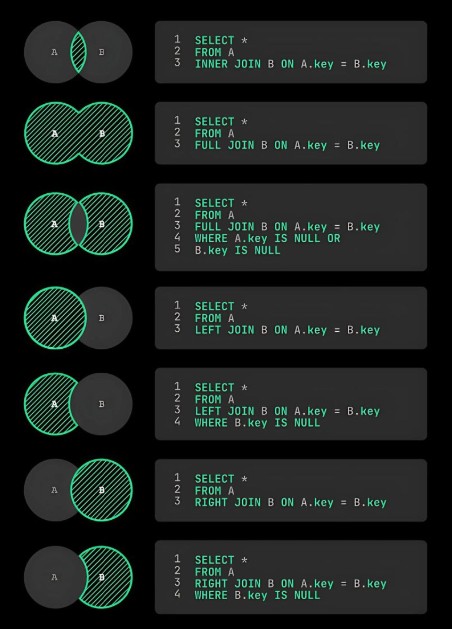 A B
1 SELECT *
2 FROM A
3 INNER JOIN B ON A.key = B.key
A B
1 SELECT *
2 FROM A
3 FULL JOIN B ON A.key = B.key
A B
1 SELECT *
2 FROM A
3 FULL JOIN B ON A.key = B.key
4 WHERE A.key IS NULL OR
5 B.key IS NULL
A B
1 SELECT *
2 FROM A
3 LEFT JOIN B ON A.key = B.key
A B
1 SELECT *
2 FROM A
3 LEFT JOIN B ON A.key = B.key
4 WHERE B.key IS NULL
A B
1 SELECT *
2 FROM A
3 RIGHT JOIN B ON A.key = B.key
A B
1 SELECT *
2 FROM A
3 RIGHT JOIN B ON A.key = B.key
4 WHERE B.key IS NULL